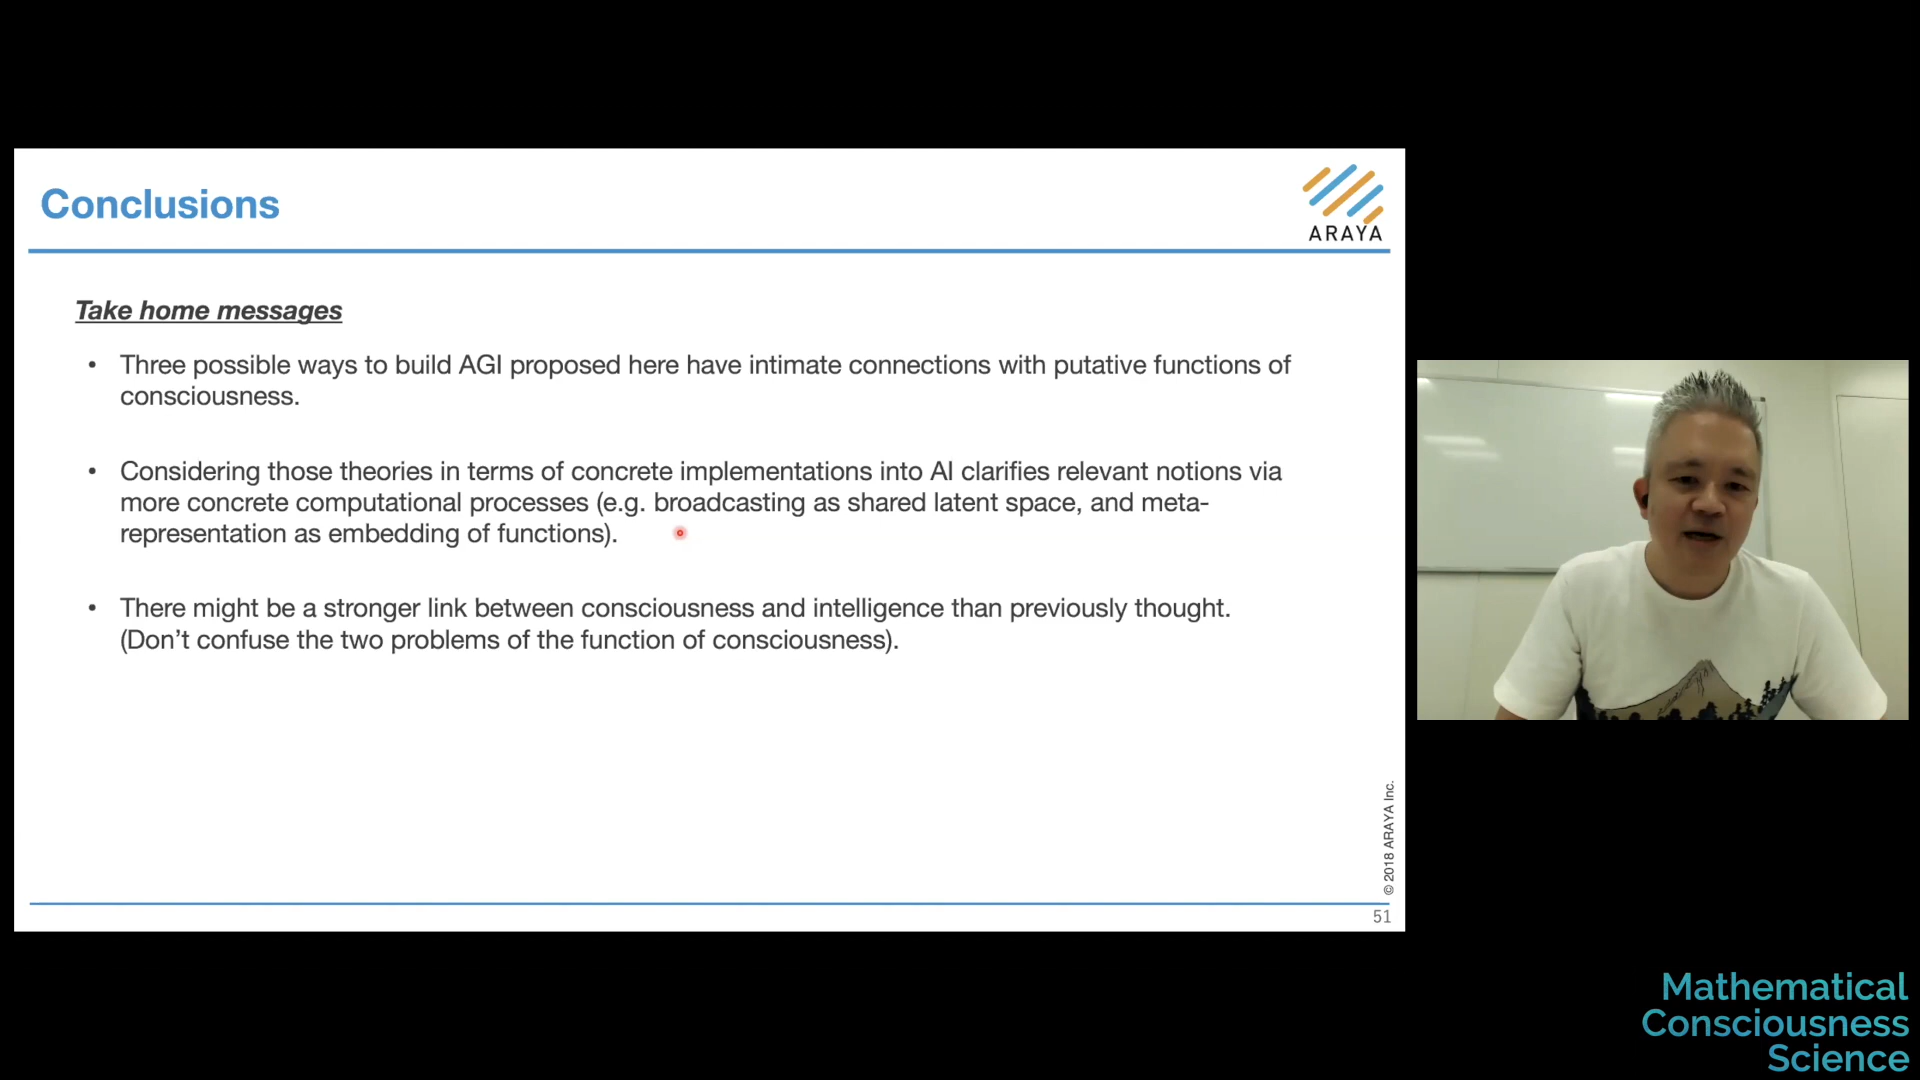 Conclusions
ARAYA
Take home messages
• Three possible ways to build AGI proposed here have intimate connections with putative functions of
consciousness.
• Considering those theories in terms of concrete implementations into AI clarifies relevant notions via
more concrete computational processes (e.g. broadcasting as shared latent space, and meta-
representation as embedding of functions).
• There might be a stronger link between consciousness and intelligence than previously thought.
(Don’t confuse the two problems of the function of consciousness).
© 2018 ARAYA Inc.
51
Mathematical
Consciousness
Science